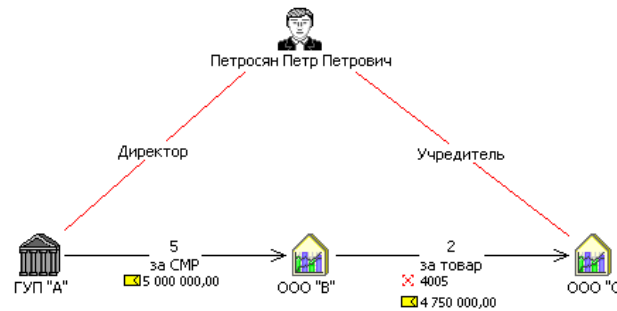 Петросян Петр Петрович
Директор
Учредитель
5
за СМР
5 000 000,00
2
за товар
4005
4 750 000,00
ГУП "А"
ООО "В"
ООО "С